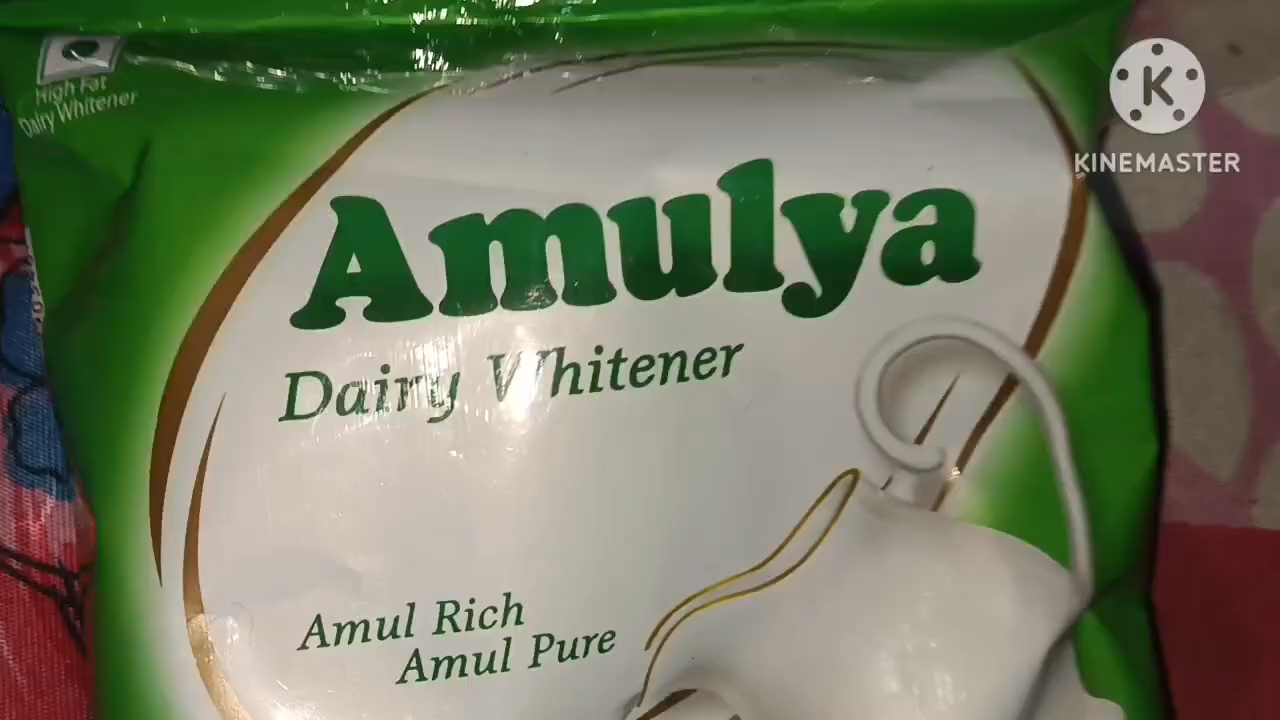 High Fat
Dairy Whitener
K
KINEMASTER
Amulya
Dairy Whitener
Amul Rich
Amul Pure